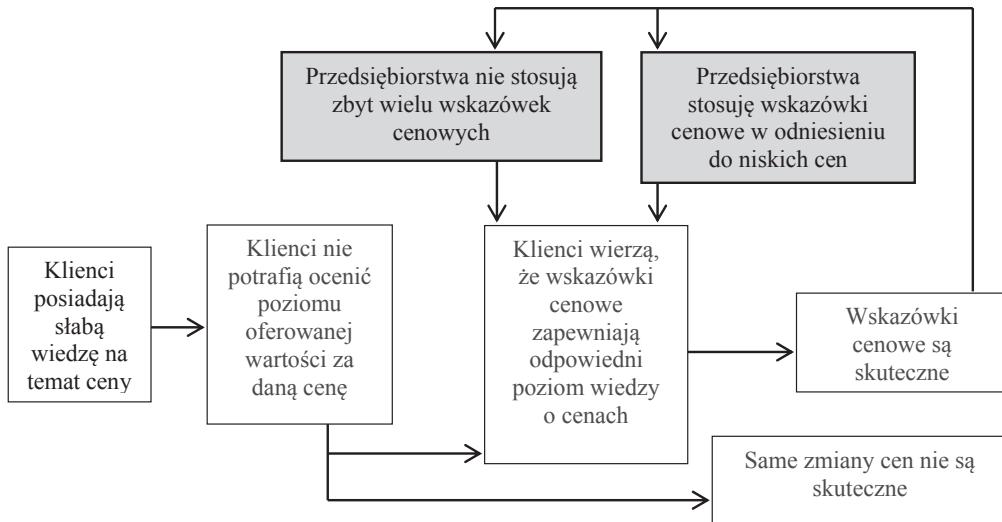 Przedsiębiorstwa nie stosują
zbyt wielu wskazówek
cenowych
Przedsiębiorstwa
stosuję wskazówki
cenowe w odniesieniu
do niskich cen
Klienci
posiadają
słabą
wiedzę na
temat ceny
Klienci nie
potrafią ocenić
poziomu
oferowanej
wartości za
daną cenę
Klienci wierzą,
że wskazówki
cenowe
zapewniają
odpowiedni
poziom wiedzy
o cenach
Wskazówki
cenowe są
skuteczne
Same zmiany cen nie są
skuteczne